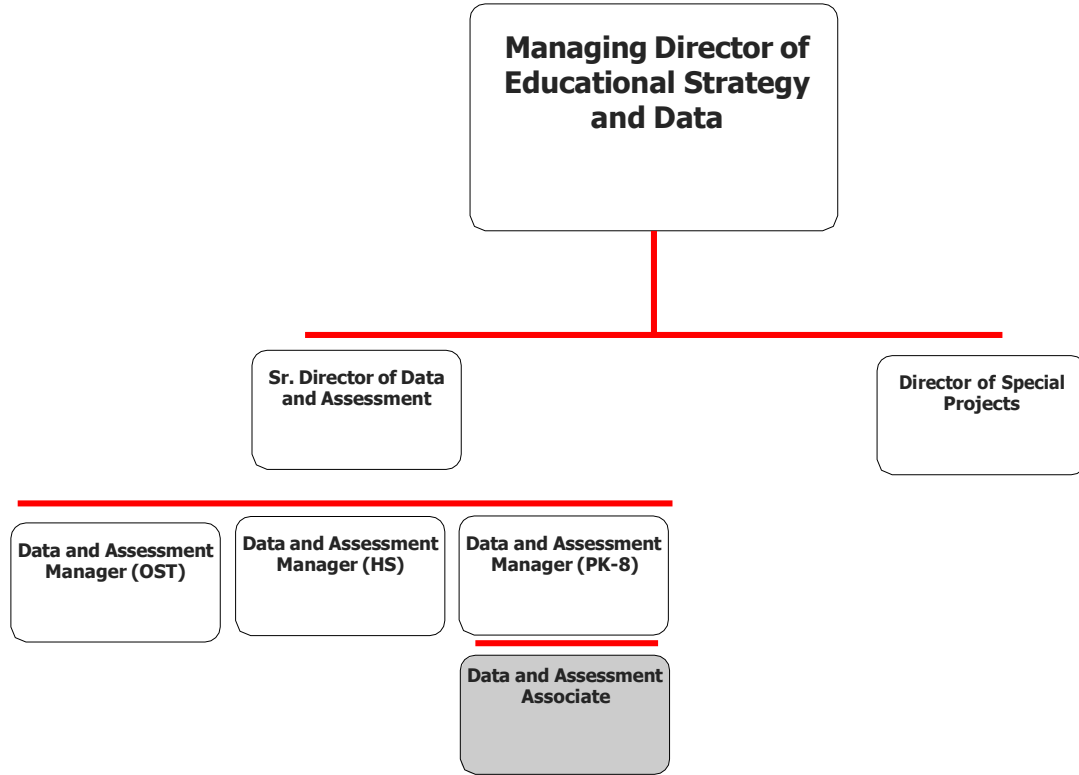 Managing Director of
Educational Strategy
and Data
Sr. Director of Data
and Assessment
Director of Special
Projects
Data and Assessment
Manager (OST)
Data and Assessment
Manager (HS)
Data and Assessment
Manager (PK-8)
Data and Assessment
Associate